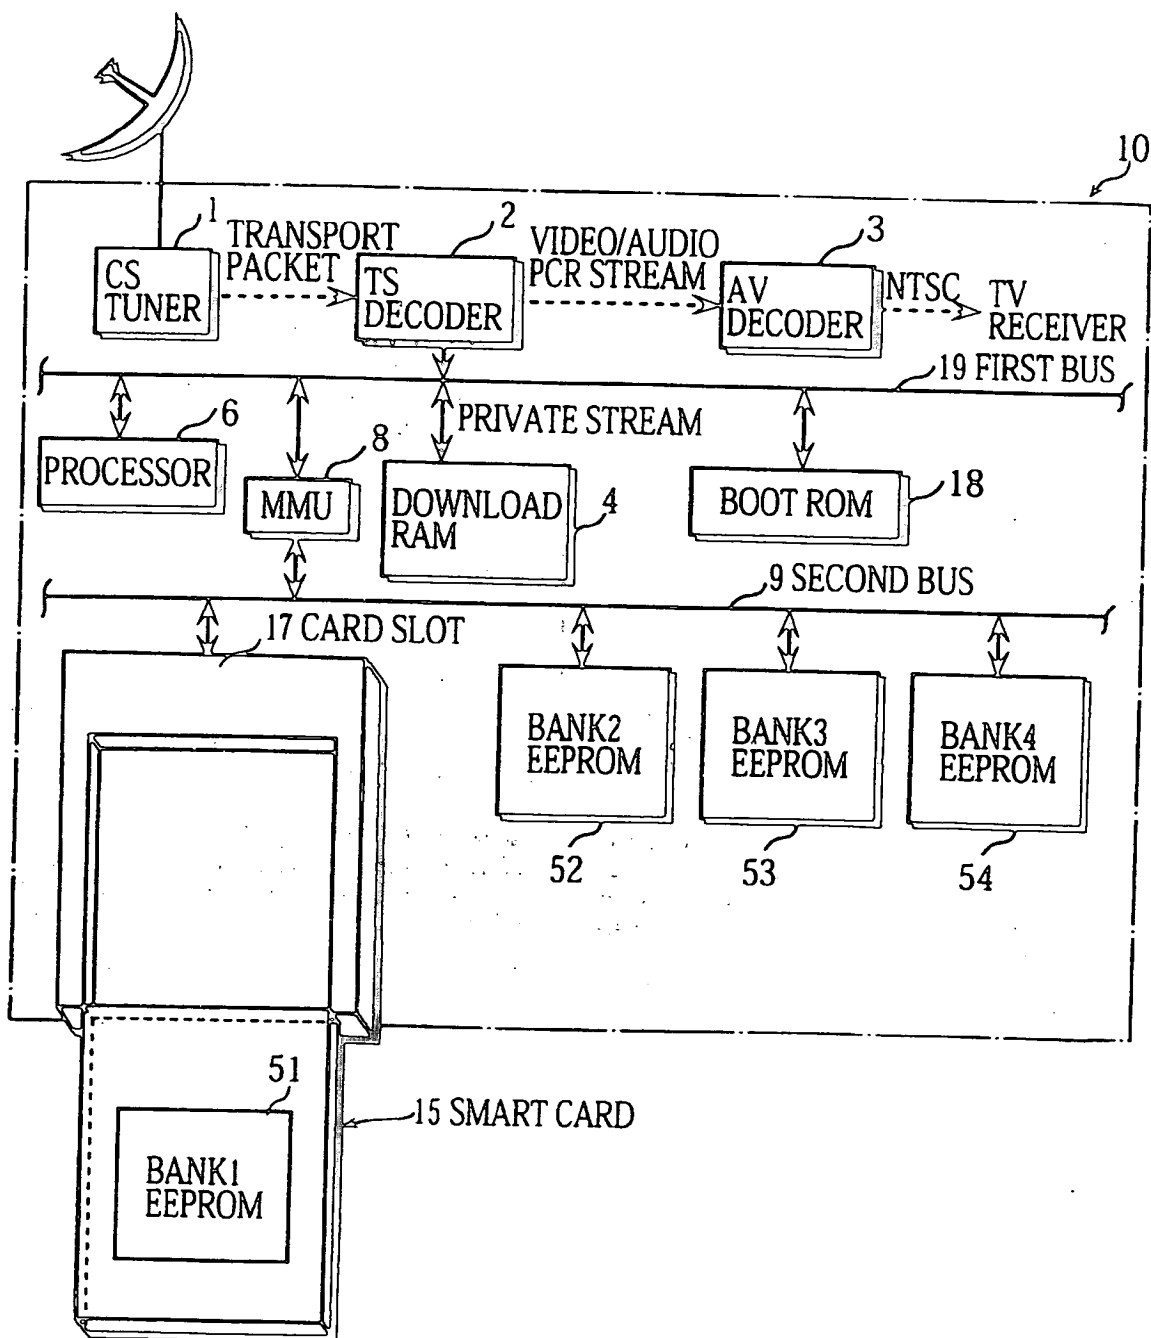 10
1
TRANSPORT
PACKET
2
VIDEO/AUDIO
PCR STREAM
3
CS
TUNER
TS
DECODER
AV
DECODER
NTSC
TV
RECEIVER
19 FIRST BUS
6
PROCESSOR
8
MMU
PRIVATE STREAM
DOWNLOAD
RAM
4
BOOT ROM
18
9 SECOND BUS
17 CARD SLOT
BANK2
EEPROM
52
BANK3
EEPROM
53
BANK4
EEPROM
54
51
BANK1
EEPROM
15 SMART CARD